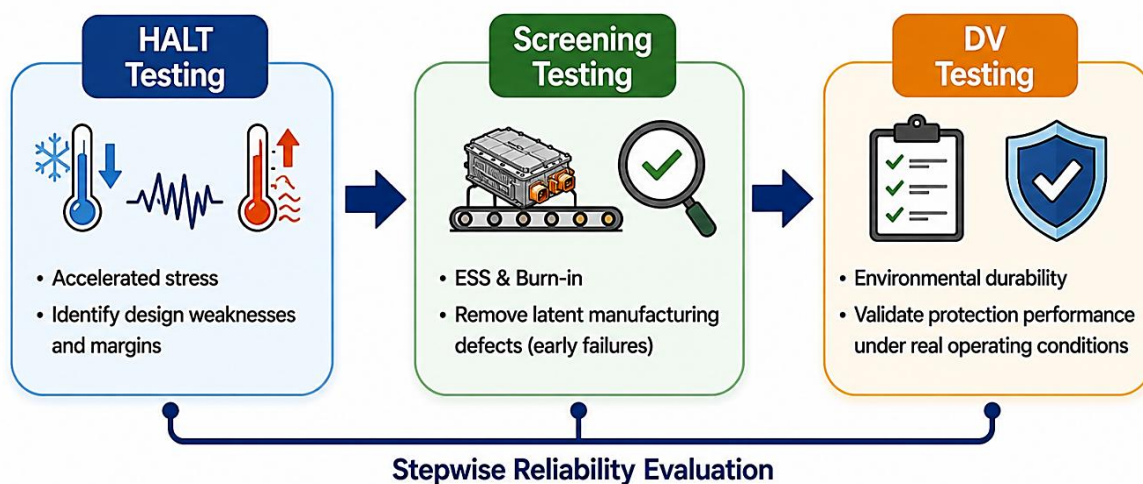 HALT
Testing
• Accelerated stress
• Identify design weaknesses
and margins
Screening
Testing
• ESS & Burn-in
• Remove latent manufacturing
defects (early failures)
DV
Testing
• Environmental durability
• Validate protection performance
under real operating conditions
Stepwise Reliability Evaluation